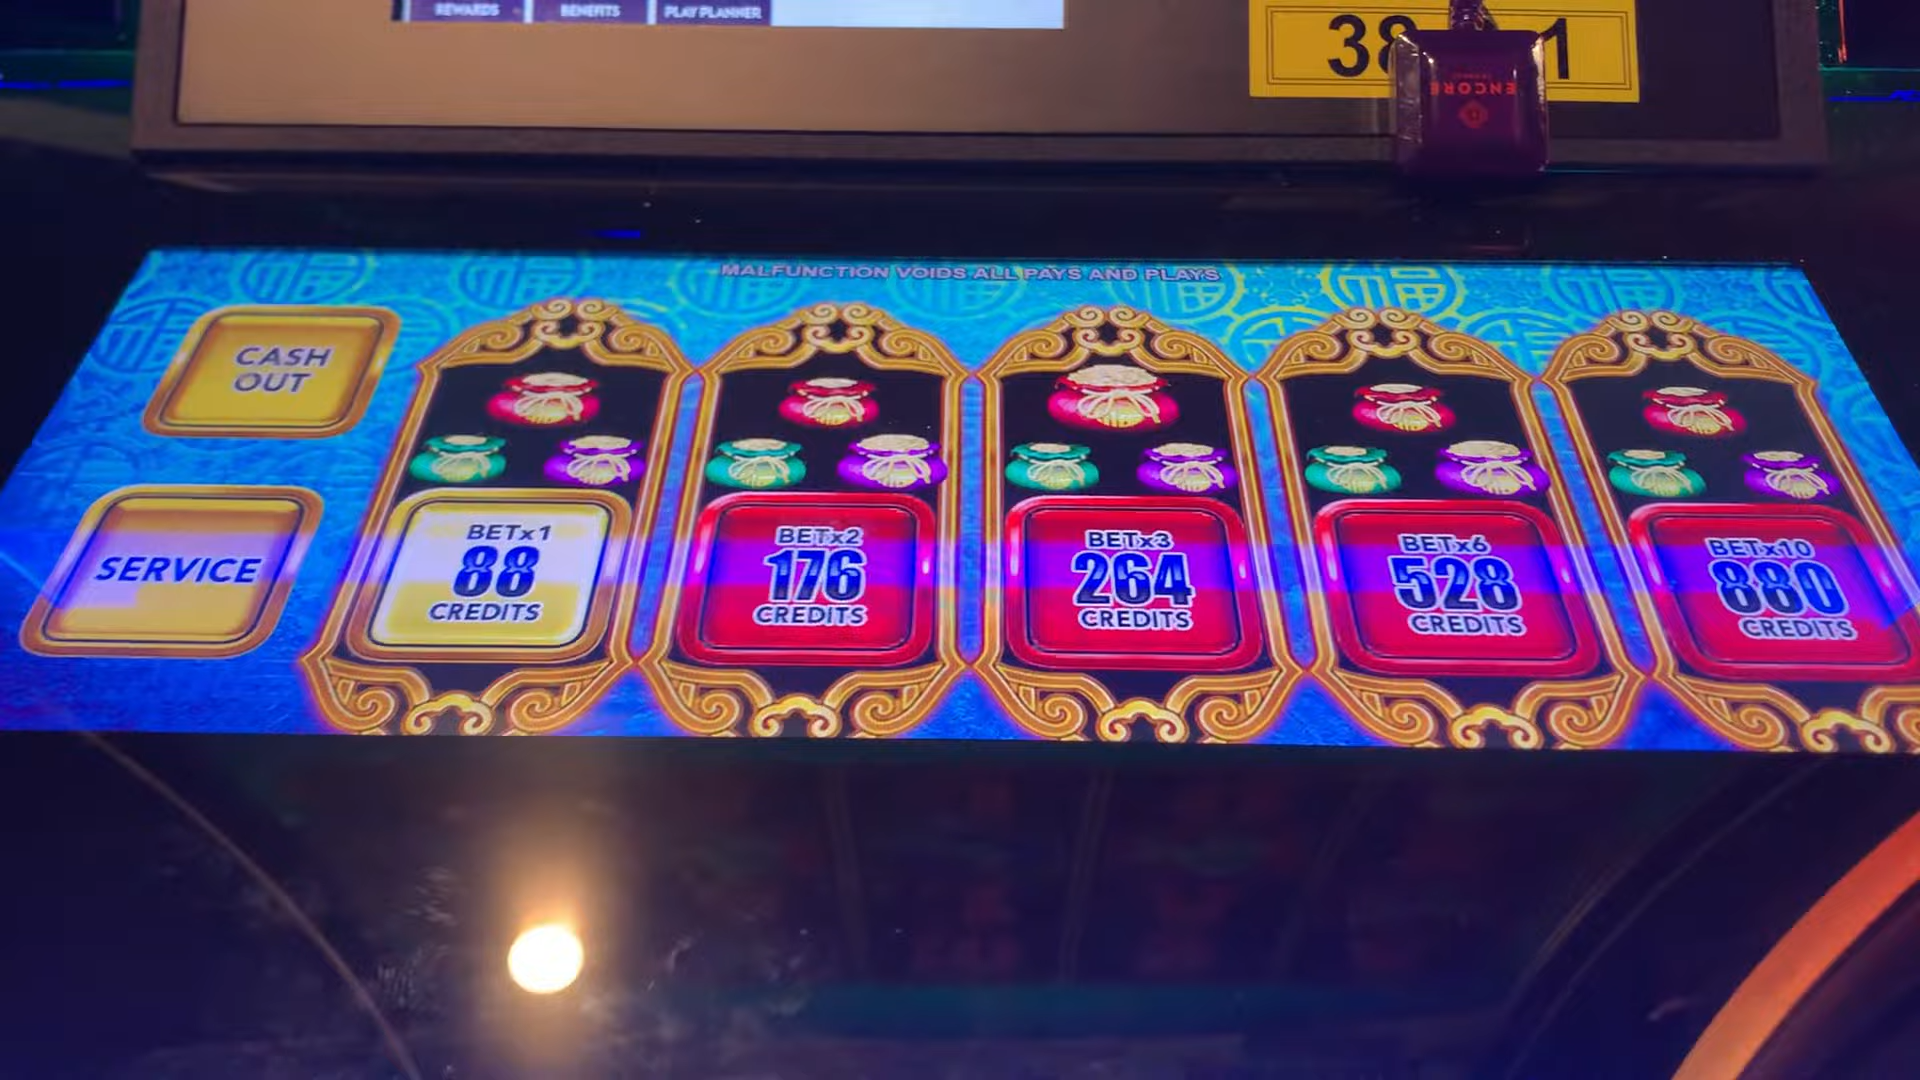 REWARDS
BENEFITS
PLAY PLANNER
ENCORE
MALFUNCTION VOIDS ALL PAYS AND PLAYS
CASH
OUT
SERVICE
BETx1
88
CREDITS
BETx2
176
CREDITS
BETx3
264
CREDITS
BETx6
528
CREDITS
BETx10
880
CREDITS